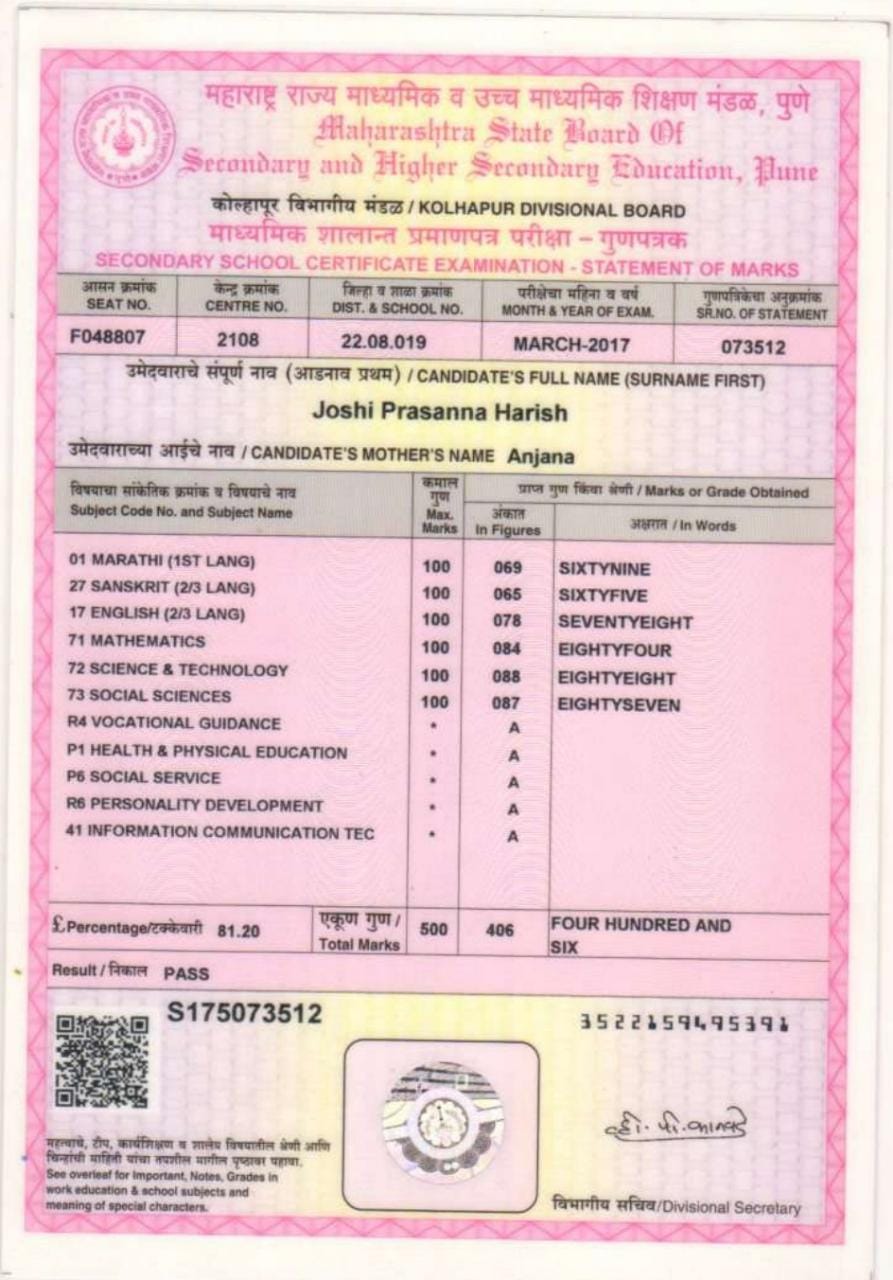 महाराष्ट्र राज्य माध्यमिक व उच्च माध्यमिक शिक्षण मंडळ, पुणे
Maharashtra State Board Of
Secondary and Higher Secondary Education, Pune
कोल्हापूर विभागीय मंडळ / KOLHAPUR DIVISIONAL BOARD
माध्यमिक शालान्त प्रमाणपत्र परीक्षा – गुणपत्रक
SECONDARY SCHOOL CERTIFICATE EXAMINATION - STATEMENT OF MARKS
आसन क्रमांक केन्द्र क्रमांक जिल्हा व शाळा क्रमांक परीक्षेचा महिना व वर्ष गुणपत्रिकेचा अनुक्रमांक
SEAT NO. CENTRE NO. DIST. & SCHOOL NO. MONTH & YEAR OF EXAM. SR.NO. OF STATEMENT
F048807 2108 22.08.019 MARCH-2017 073512
उमेदवाराचे संपूर्ण नाव (आडनाव प्रथम) / CANDIDATE'S FULL NAME (SURNAME FIRST)
Joshi Prasanna Harish
उमेदवाराच्या आईचे नाव / CANDIDATE'S MOTHER'S NAME Anjana
विषयाचा सांकेतिक क्रमांक व विषयाचे नाव
Subject Code No. and Subject Name
कमाल
गुण
Max.
Marks
प्राप्त गुण किंवा श्रेणी / Marks or Grade Obtained
अंकात
In Figures
अक्षरात / In Words
01 MARATHI (1ST LANG) 100 069 SIXTYNINE
27 SANSKRIT (2/3 LANG) 100 065 SIXTYFIVE
17 ENGLISH (2/3 LANG) 100 078 SEVENTYEIGHT
71 MATHEMATICS 100 084 EIGHTYFOUR
72 SCIENCE & TECHNOLOGY 100 088 EIGHTYEIGHT
73 SOCIAL SCIENCES 100 087 EIGHTYSEVEN
R4 VOCATIONAL GUIDANCE * A
P1 HEALTH & PHYSICAL EDUCATION * A
P6 SOCIAL SERVICE * A
R6 PERSONALITY DEVELOPMENT * A
41 INFORMATION COMMUNICATION TEC * A
£Percentage/टक्केवारी 81.20 एकूण गुण / Total Marks 500 406 FOUR HUNDRED AND SIX
Result / निकाल PASS
S175073512
3522159495391
महत्वाचे, टीप, कार्यशिक्षण व शालेय विषयातील श्रेणी आणि
चिन्हांची माहिती यांचा तपशील मागील पृष्ठावर पहावा.
See overleaf for Important, Notes, Grades in
work education & school subjects and
meaning of special characters.
विभागीय सचिव/Divisional Secretary